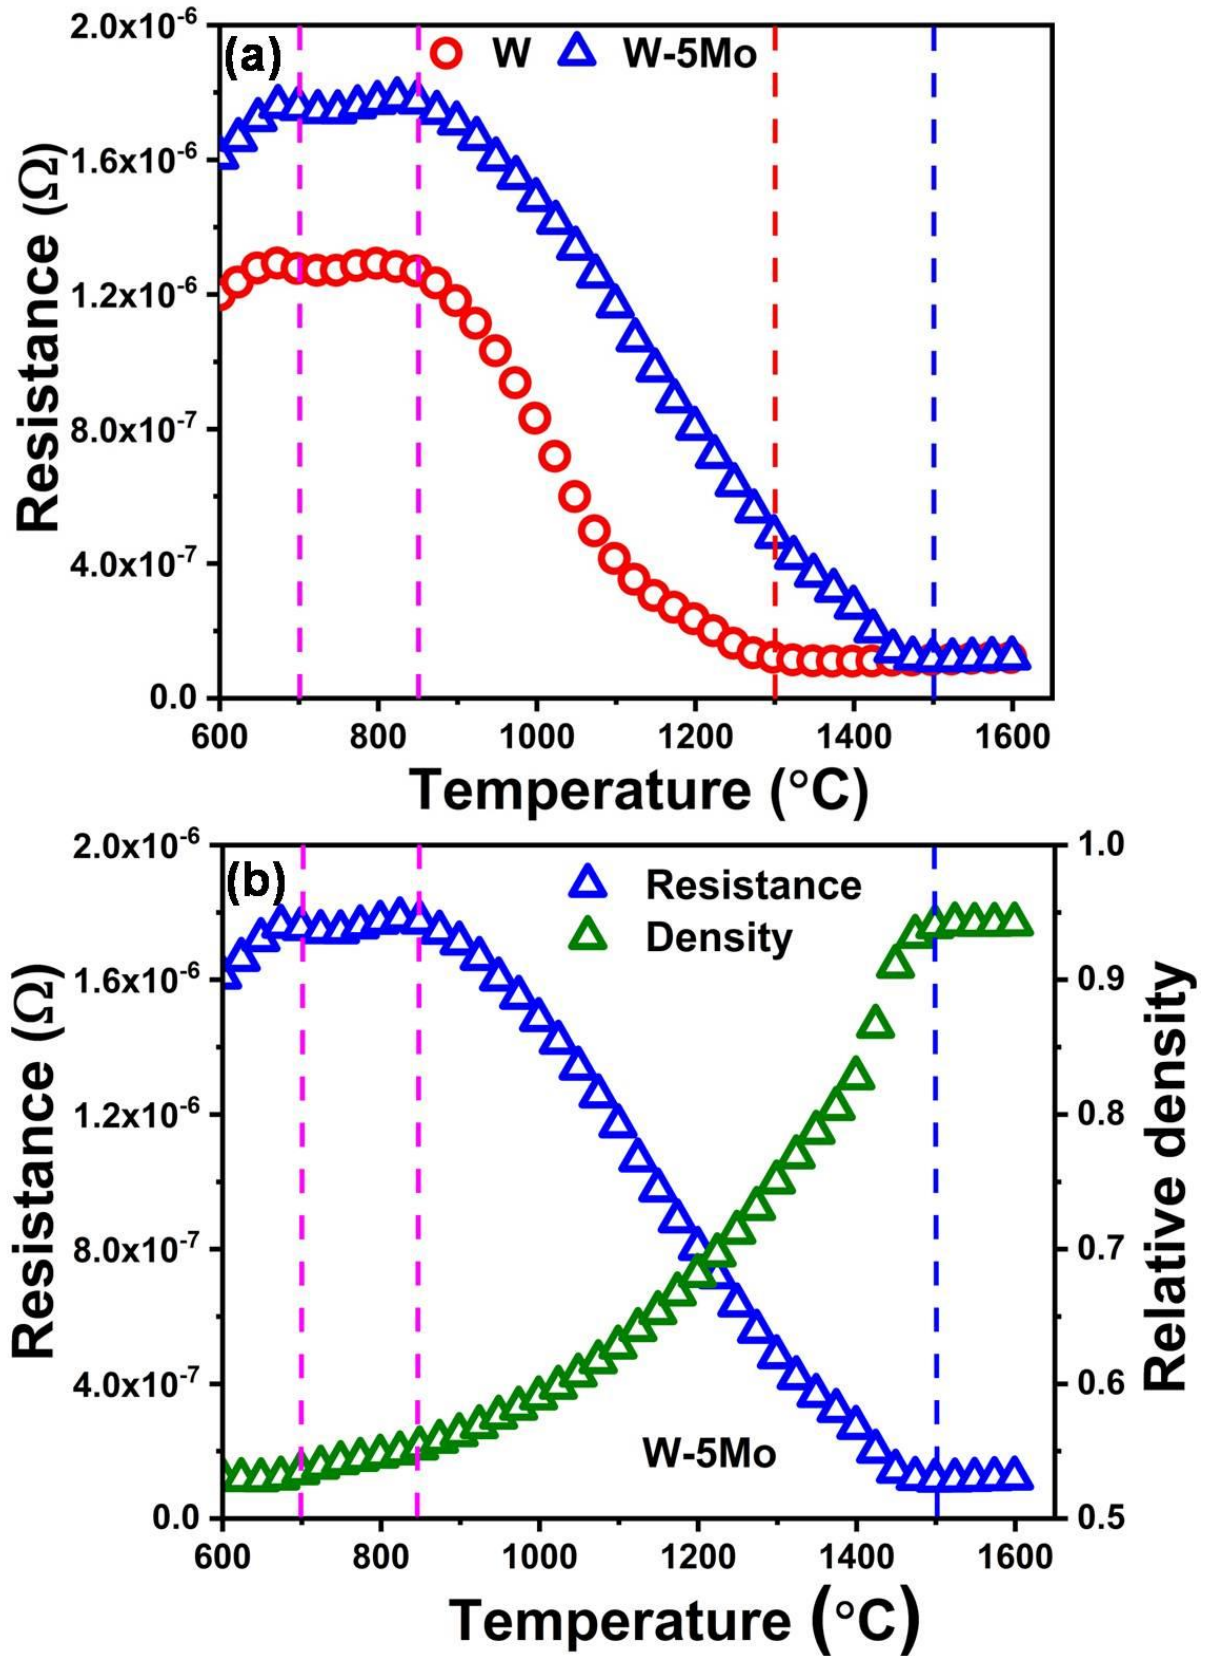 2.0x10⁻⁶
(a)
W
W-5Mo
1.6x10⁻⁶
1.2x10⁻⁶
8.0x10⁻⁷
4.0x10⁻⁷
0.0
Resistance (Ω)
600 800 1000 1200 1400 1600
Temperature (°C)
2.0x10⁻⁶
(b)
Resistance
Density
1.6x10⁻⁶
1.2x10⁻⁶
8.0x10⁻⁷
4.0x10⁻⁷
0.0
Resistance (Ω)
W-5Mo
1.0
0.9
0.8
0.7
0.6
0.5
Relative density
600 800 1000 1200 1400 1600
Temperature (°C)